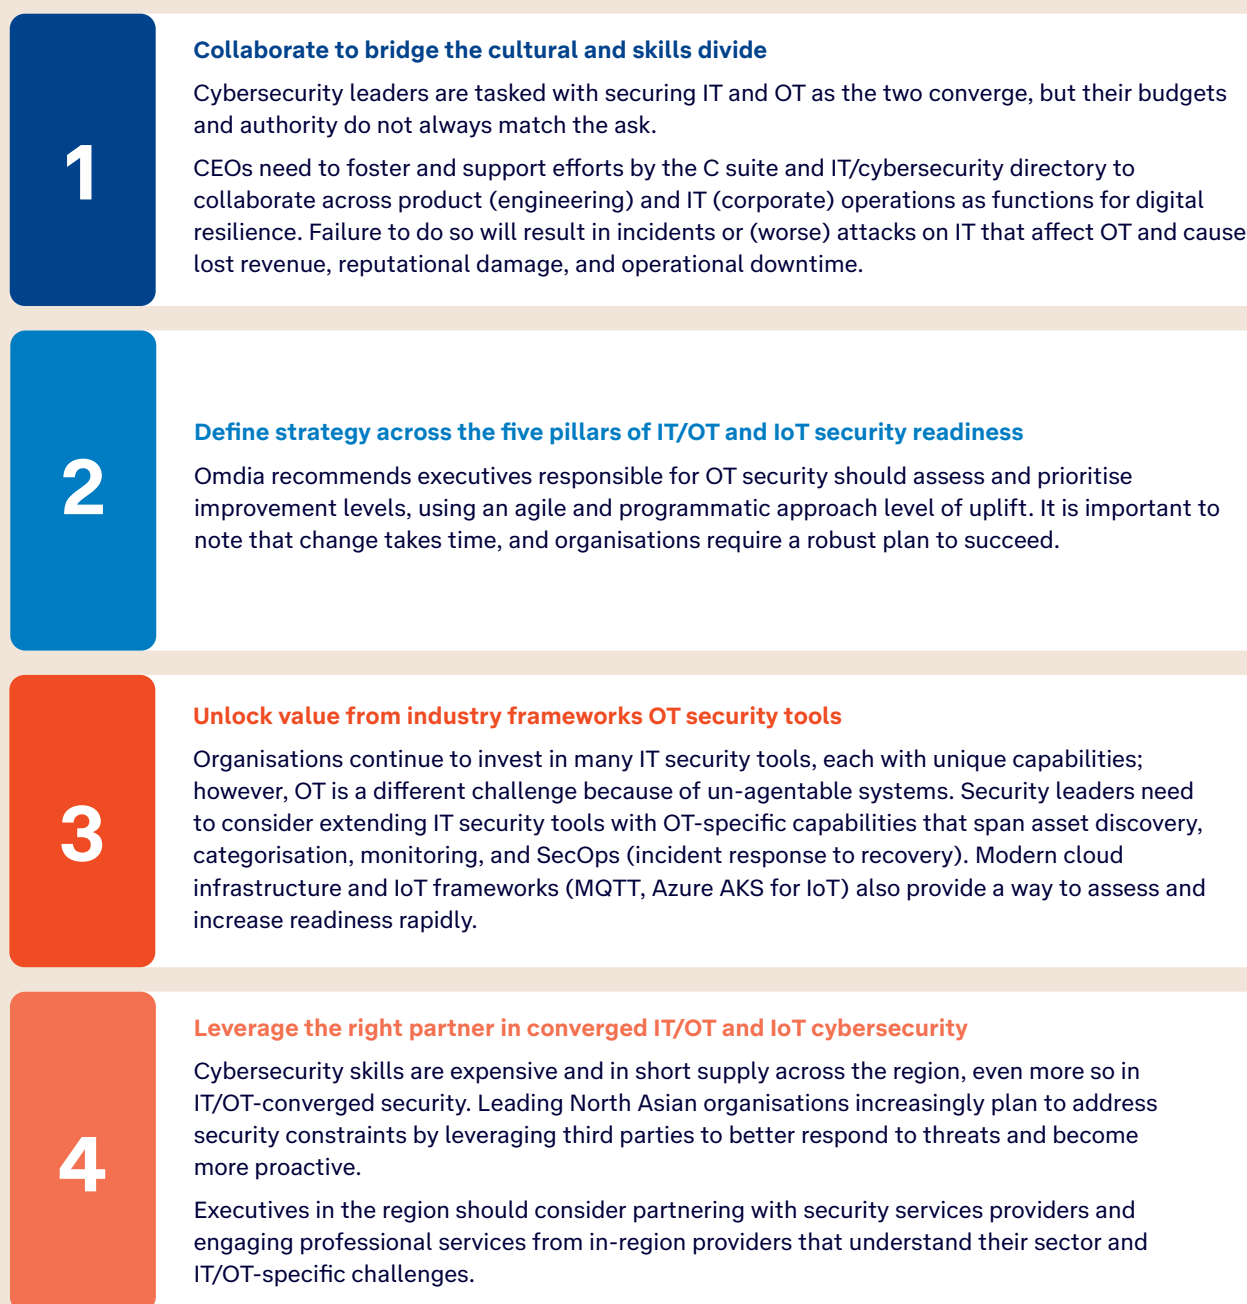 1
Collaborate to bridge the cultural and skills divide
Cybersecurity leaders are tasked with securing IT and OT as the two converge, but their budgets
and authority do not always match the ask.
CEOs need to foster and support efforts by the C suite and IT/cybersecurity directory to
collaborate across product (engineering) and IT (corporate) operations as functions for digital
resilience. Failure to do so will result in incidents or (worse) attacks on IT that affect OT and cause
lost revenue, reputational damage, and operational downtime.
2
Define strategy across the five pillars of IT/OT and IoT security readiness
Omdia recommends executives responsible for OT security should assess and prioritise
improvement levels, using an agile and programmatic approach level of uplift. It is important to
note that change takes time, and organisations require a robust plan to succeed.
3
Unlock value from industry frameworks OT security tools
Organisations continue to invest in many IT security tools, each with unique capabilities;
however, OT is a different challenge because of un-agentable systems. Security leaders need
to consider extending IT security tools with OT-specific capabilities that span asset discovery,
categorisation, monitoring, and SecOps (incident response to recovery). Modern cloud
infrastructure and IoT frameworks (MQTT, Azure AKS for IoT) also provide a way to assess and
increase readiness rapidly.
4
Leverage the right partner in converged IT/OT and IoT cybersecurity
Cybersecurity skills are expensive and in short supply across the region, even more so in
IT/OT-converged security. Leading North Asian organisations increasingly plan to address
security constraints by leveraging third parties to better respond to threats and become
more proactive.
Executives in the region should consider partnering with security services providers and
engaging professional services from in-region providers that understand their sector and
IT/OT-specific challenges.